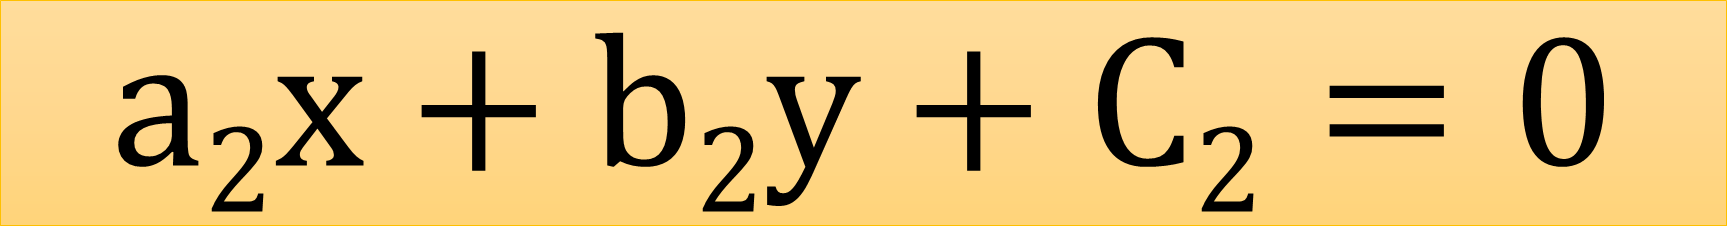 a₂x + b₂y + C₂ = 0